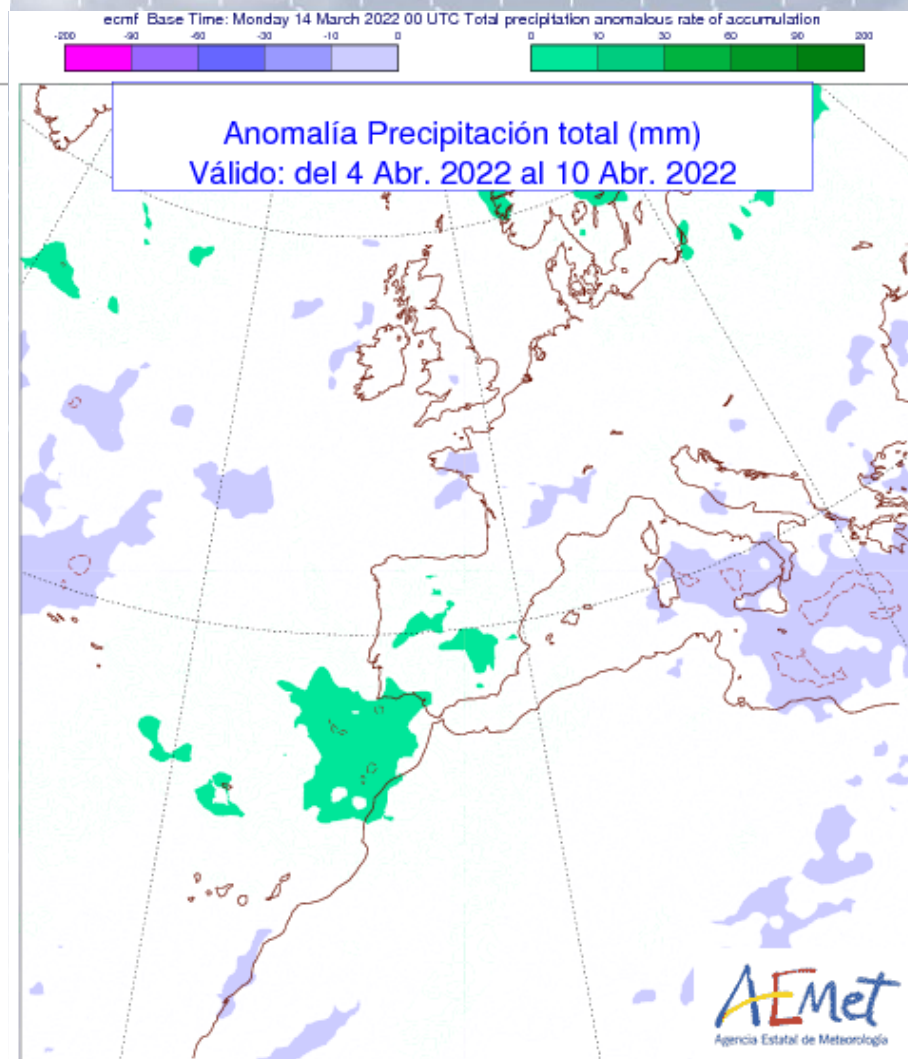 ecmf Base Time: Monday 14 March 2022 00 UTC Total precipitation anomalous rate of accumulation
-200 -90 -60 -30 -10 0 0 10 30 60 90 200
Anomalía Precipitación total (mm)
Válido: del 4 Abr. 2022 al 10 Abr. 2022
AEMet
Agencia Estatal de Meteorología